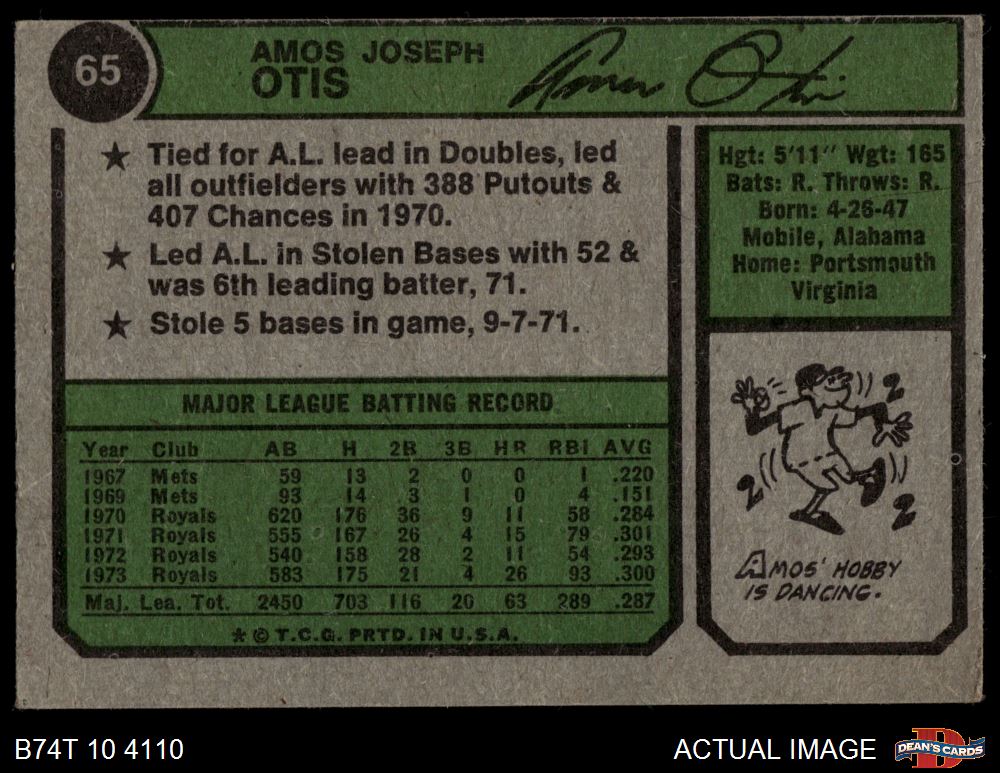 65
AMOS JOSEPH
OTIS
Amos Otis
★ Tied for A.L. lead in Doubles, led
all outfielders with 388 Putouts &
407 Chances in 1970.
★ Led A.L. in Stolen Bases with 52 &
was 6th leading batter, 71.
★ Stole 5 bases in game, 9-7-71.
Hgt: 5'11" Wgt: 165
Bats: R. Throws: R.
Born: 4-26-47
Mobile, Alabama
Home: Portsmouth
Virginia
MAJOR LEAGUE BATTING RECORD
Year Club AB H 2B 3B HR RBI AVG
1967 Mets 59 13 2 0 0 1 .220
1969 Mets 93 14 3 1 0 4 .151
1970 Royals 620 176 36 9 11 58 .284
1971 Royals 555 167 26 4 15 79 .301
1972 Royals 540 158 28 2 11 54 .293
1973 Royals 583 175 21 4 26 93 .300
Maj. Lea. Tot. 2450 703 116 20 63 289 .287
★ © T.C.G. PRTD. IN U.S.A.
2
2
2
AMOS' HOBBY
IS DANCING.
B74T 10 4110
ACTUAL IMAGE
D
DEAN'S CARDS